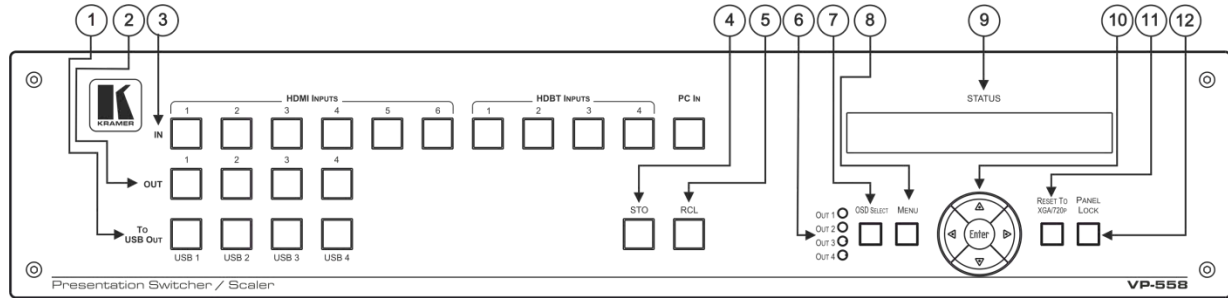 1 2 3 4 5 6 7 8 9 10 11 12
K
KRAMER
HDMI INPUTS
HDBT INPUTS
PC IN
STATUS
1 2 3 4 5 6 1 2 3 4
IN
1 2 3 4
OUT
STO RCL
OUT 1
OUT 2
OUT 3
OUT 4
OSD SELECT
MENU
Enter
RESET TO
XGA/720P
PANEL
LOCK
TO
USB OUT
USB 1 USB 2 USB 3 USB 4
Presentation Switcher / Scaler
VP-558